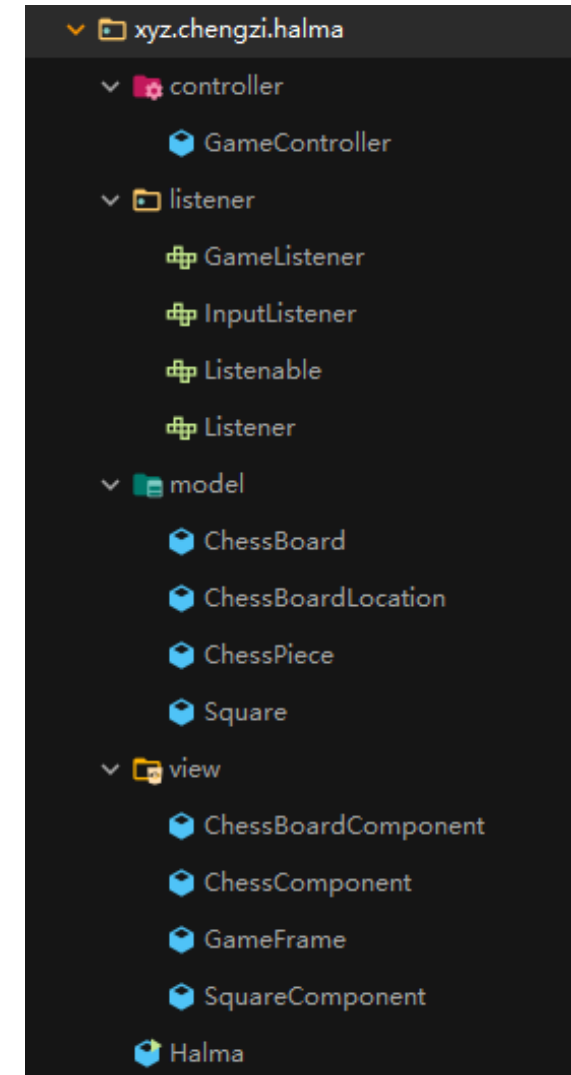 xyz.chengzi.halma
controller
GameController
listener
GameListener
InputListener
Listenable
Listener
model
ChessBoard
ChessBoardLocation
ChessPiece
Square
view
ChessBoardComponent
ChessComponent
GameFrame
SquareComponent
Halma